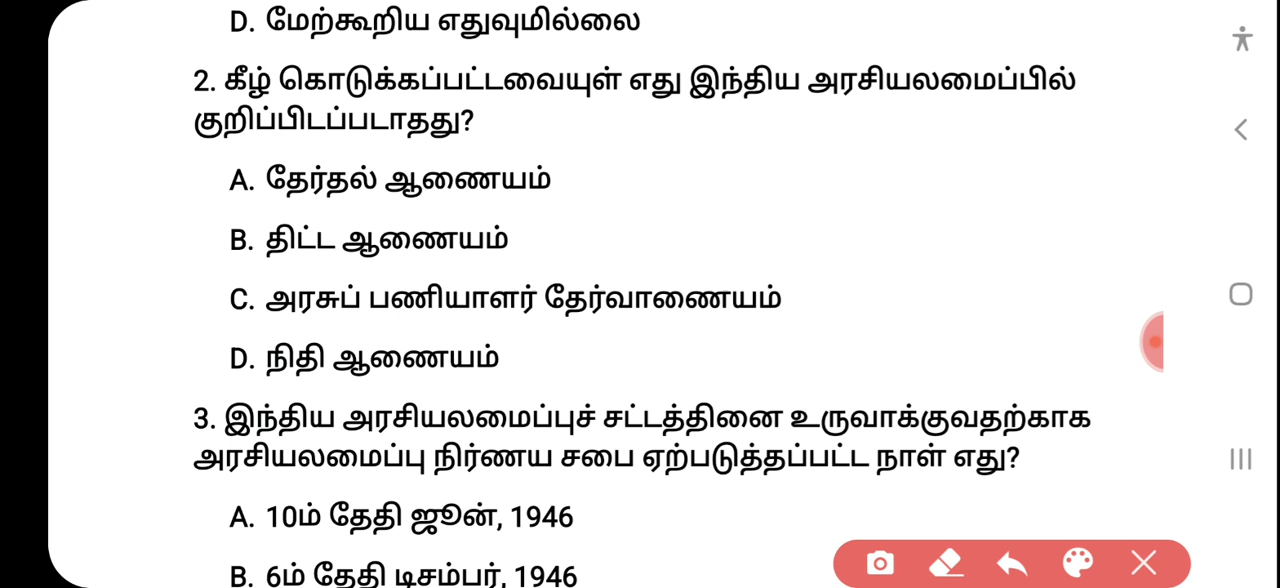 D. மேற்கூறிய எதுவுமில்லை
2. கீழ் கொடுக்கப்பட்டவையுள் எது இந்திய அரசியலமைப்பில்
குறிப்பிடப்படாதது?
A. தேர்தல் ஆணையம்
B. திட்ட ஆணையம்
C. அரசுப் பணியாளர் தேர்வாணையம்
D. நிதி ஆணையம்
3. இந்திய அரசியலமைப்புச் சட்டத்தினை உருவாக்குவதற்காக
அரசியலமைப்பு நிர்ணய சபை ஏற்படுத்தப்பட்ட நாள் எது?
A. 10ம் தேதி ஜூன், 1946
B. 6ம் தேதி டிசம்பர், 1946